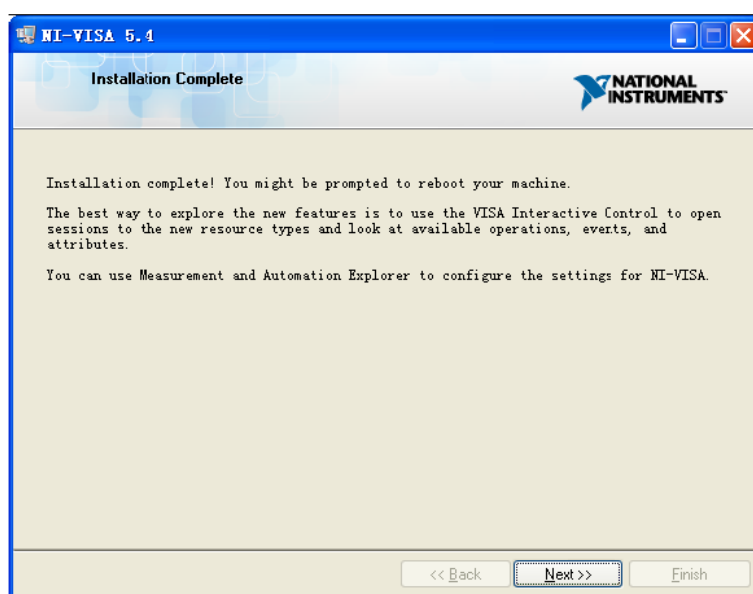 NI-VISA 5.4
Installation Complete
NATIONAL
INSTRUMENTS™
Installation complete! You might be prompted to reboot your machine.
The best way to explore the new features is to use the VISA Interactive Control to open
sessions to the new resource types and look at available operations, events, and
attributes.
You can use Measurement and Automation Explorer to configure the settings for NI-VISA.
<< Back
Next >>
Finish